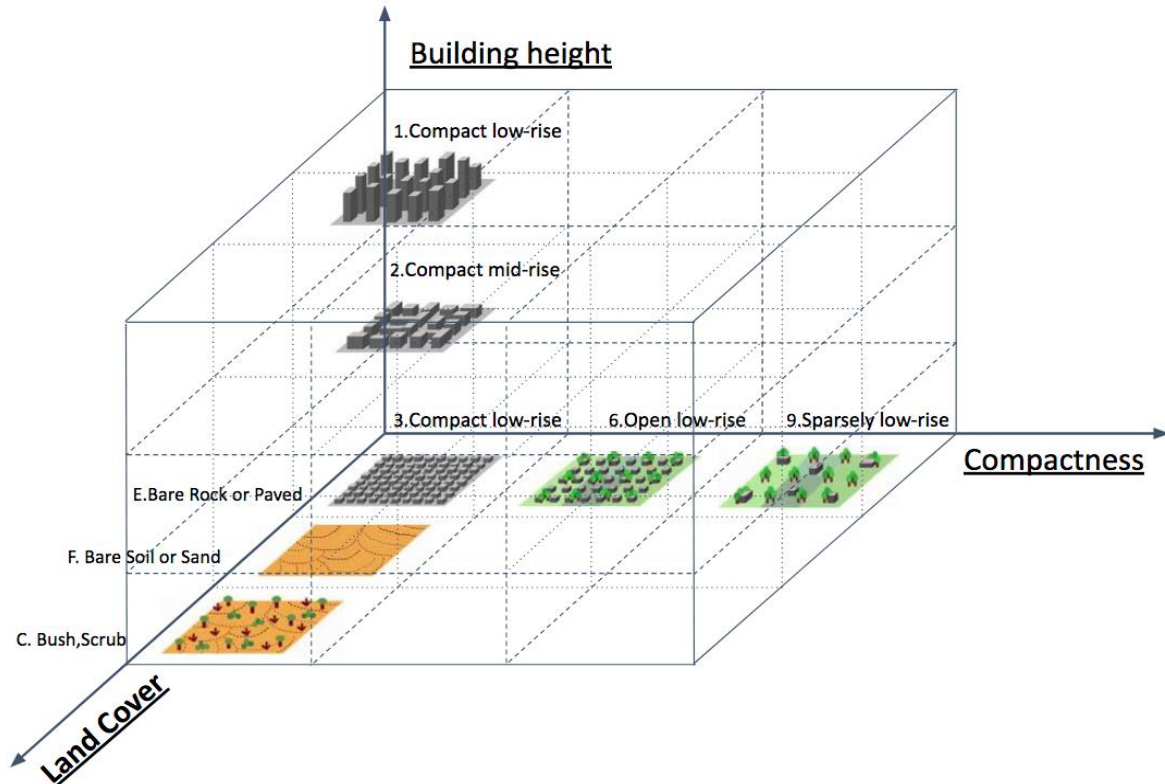 Building height
1.Compact low-rise
2.Compact mid-rise
3.Compact low-rise
6.Open low-rise
9.Sparsely low-rise
Compactness
E.Bare Rock or Paved
F. Bare Soil or Sand
C. Bush,Scrub
Land Cover